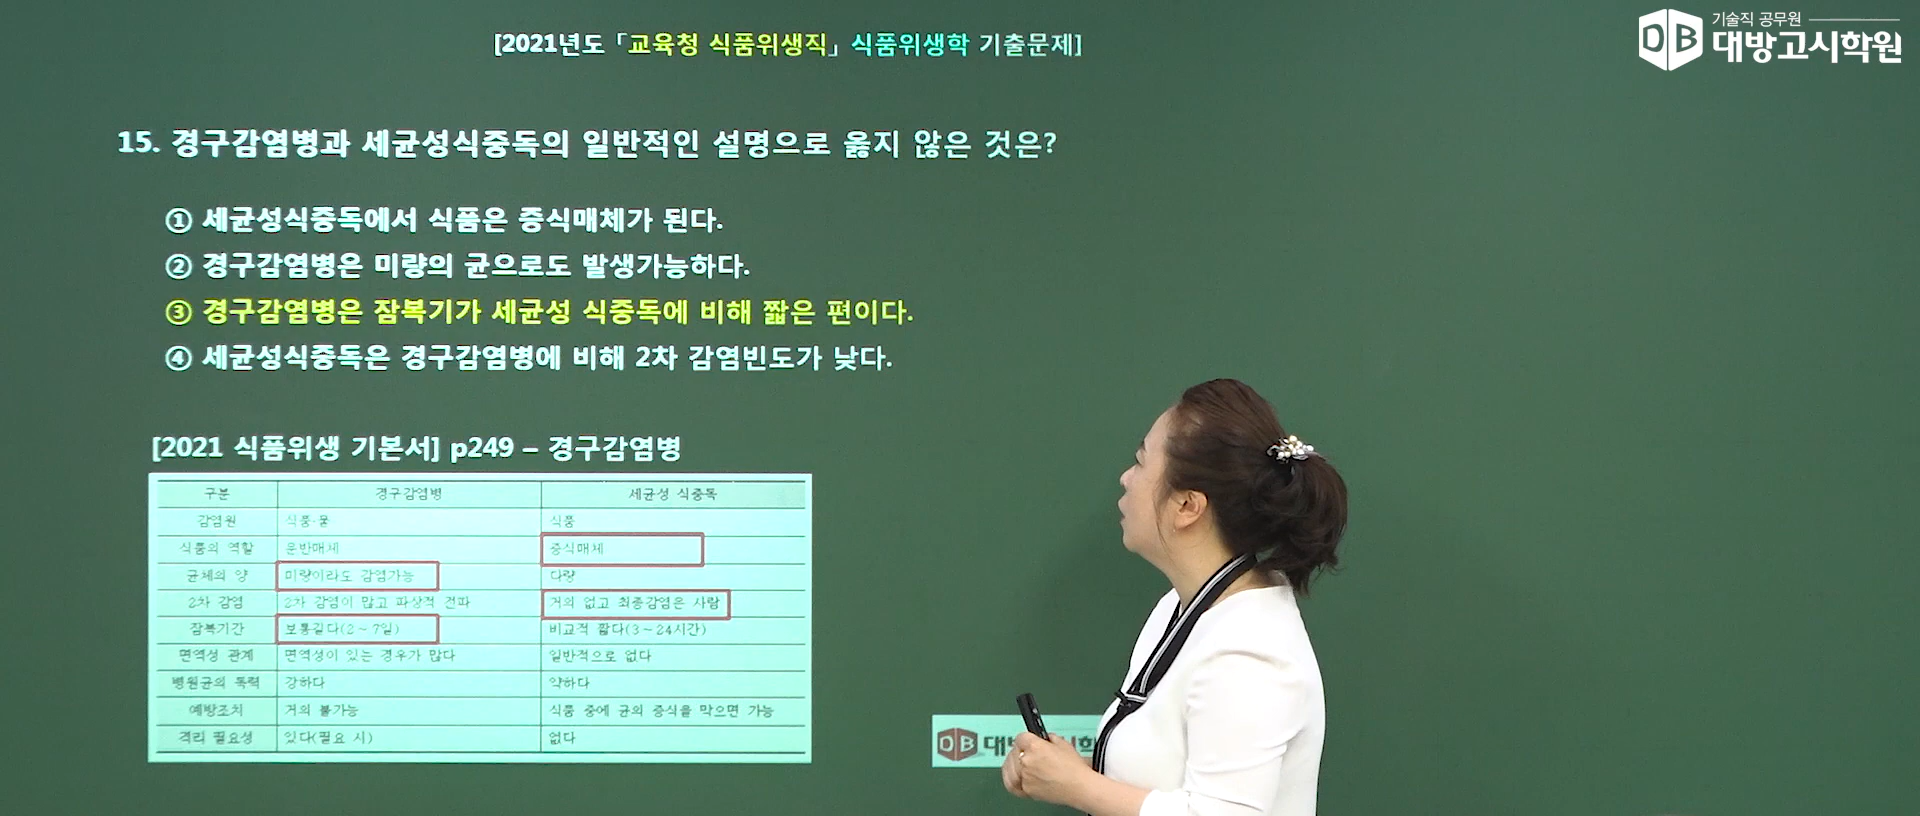 [2021년도 「교육청 식품위생직」 식품위생학 기출문제]
기술직 공무원
대방고시학원
15. 경구감염병과 세균성식중독의 일반적인 설명으로 옳지 않은 것은?
① 세균성식중독에서 식품은 증식매체가 된다.
② 경구감염병은 미량의 균으로도 발생가능하다.
③ 경구감염병은 잠복기가 세균성 식중독에 비해 짧은 편이다.
④ 세균성식중독은 경구감염병에 비해 2차 감염빈도가 낮다.
[2021 식품위생 기본서] p249 – 경구감염병
구분 경구감염병 세균성 식중독
감염원 식품·물 식품
식품의 역할 운반매체 증식매체
균체의 양 미량이라도 감염가능 다량
2차 감염 2차 감염이 많고 파상적 전파 거의 없고 최종감염은 사람
잠복기간 보통길다(2~7일) 비교적 짧다(3~24시간)
면역성 관계 면역성이 있는 경우가 많다 일반적으로 없다
병원균의 독력 강하다 약하다
예방조치 거의 불가능 식품 중에 균의 증식을 막으면 가능
격리 필요성 있다(필요 시) 없다